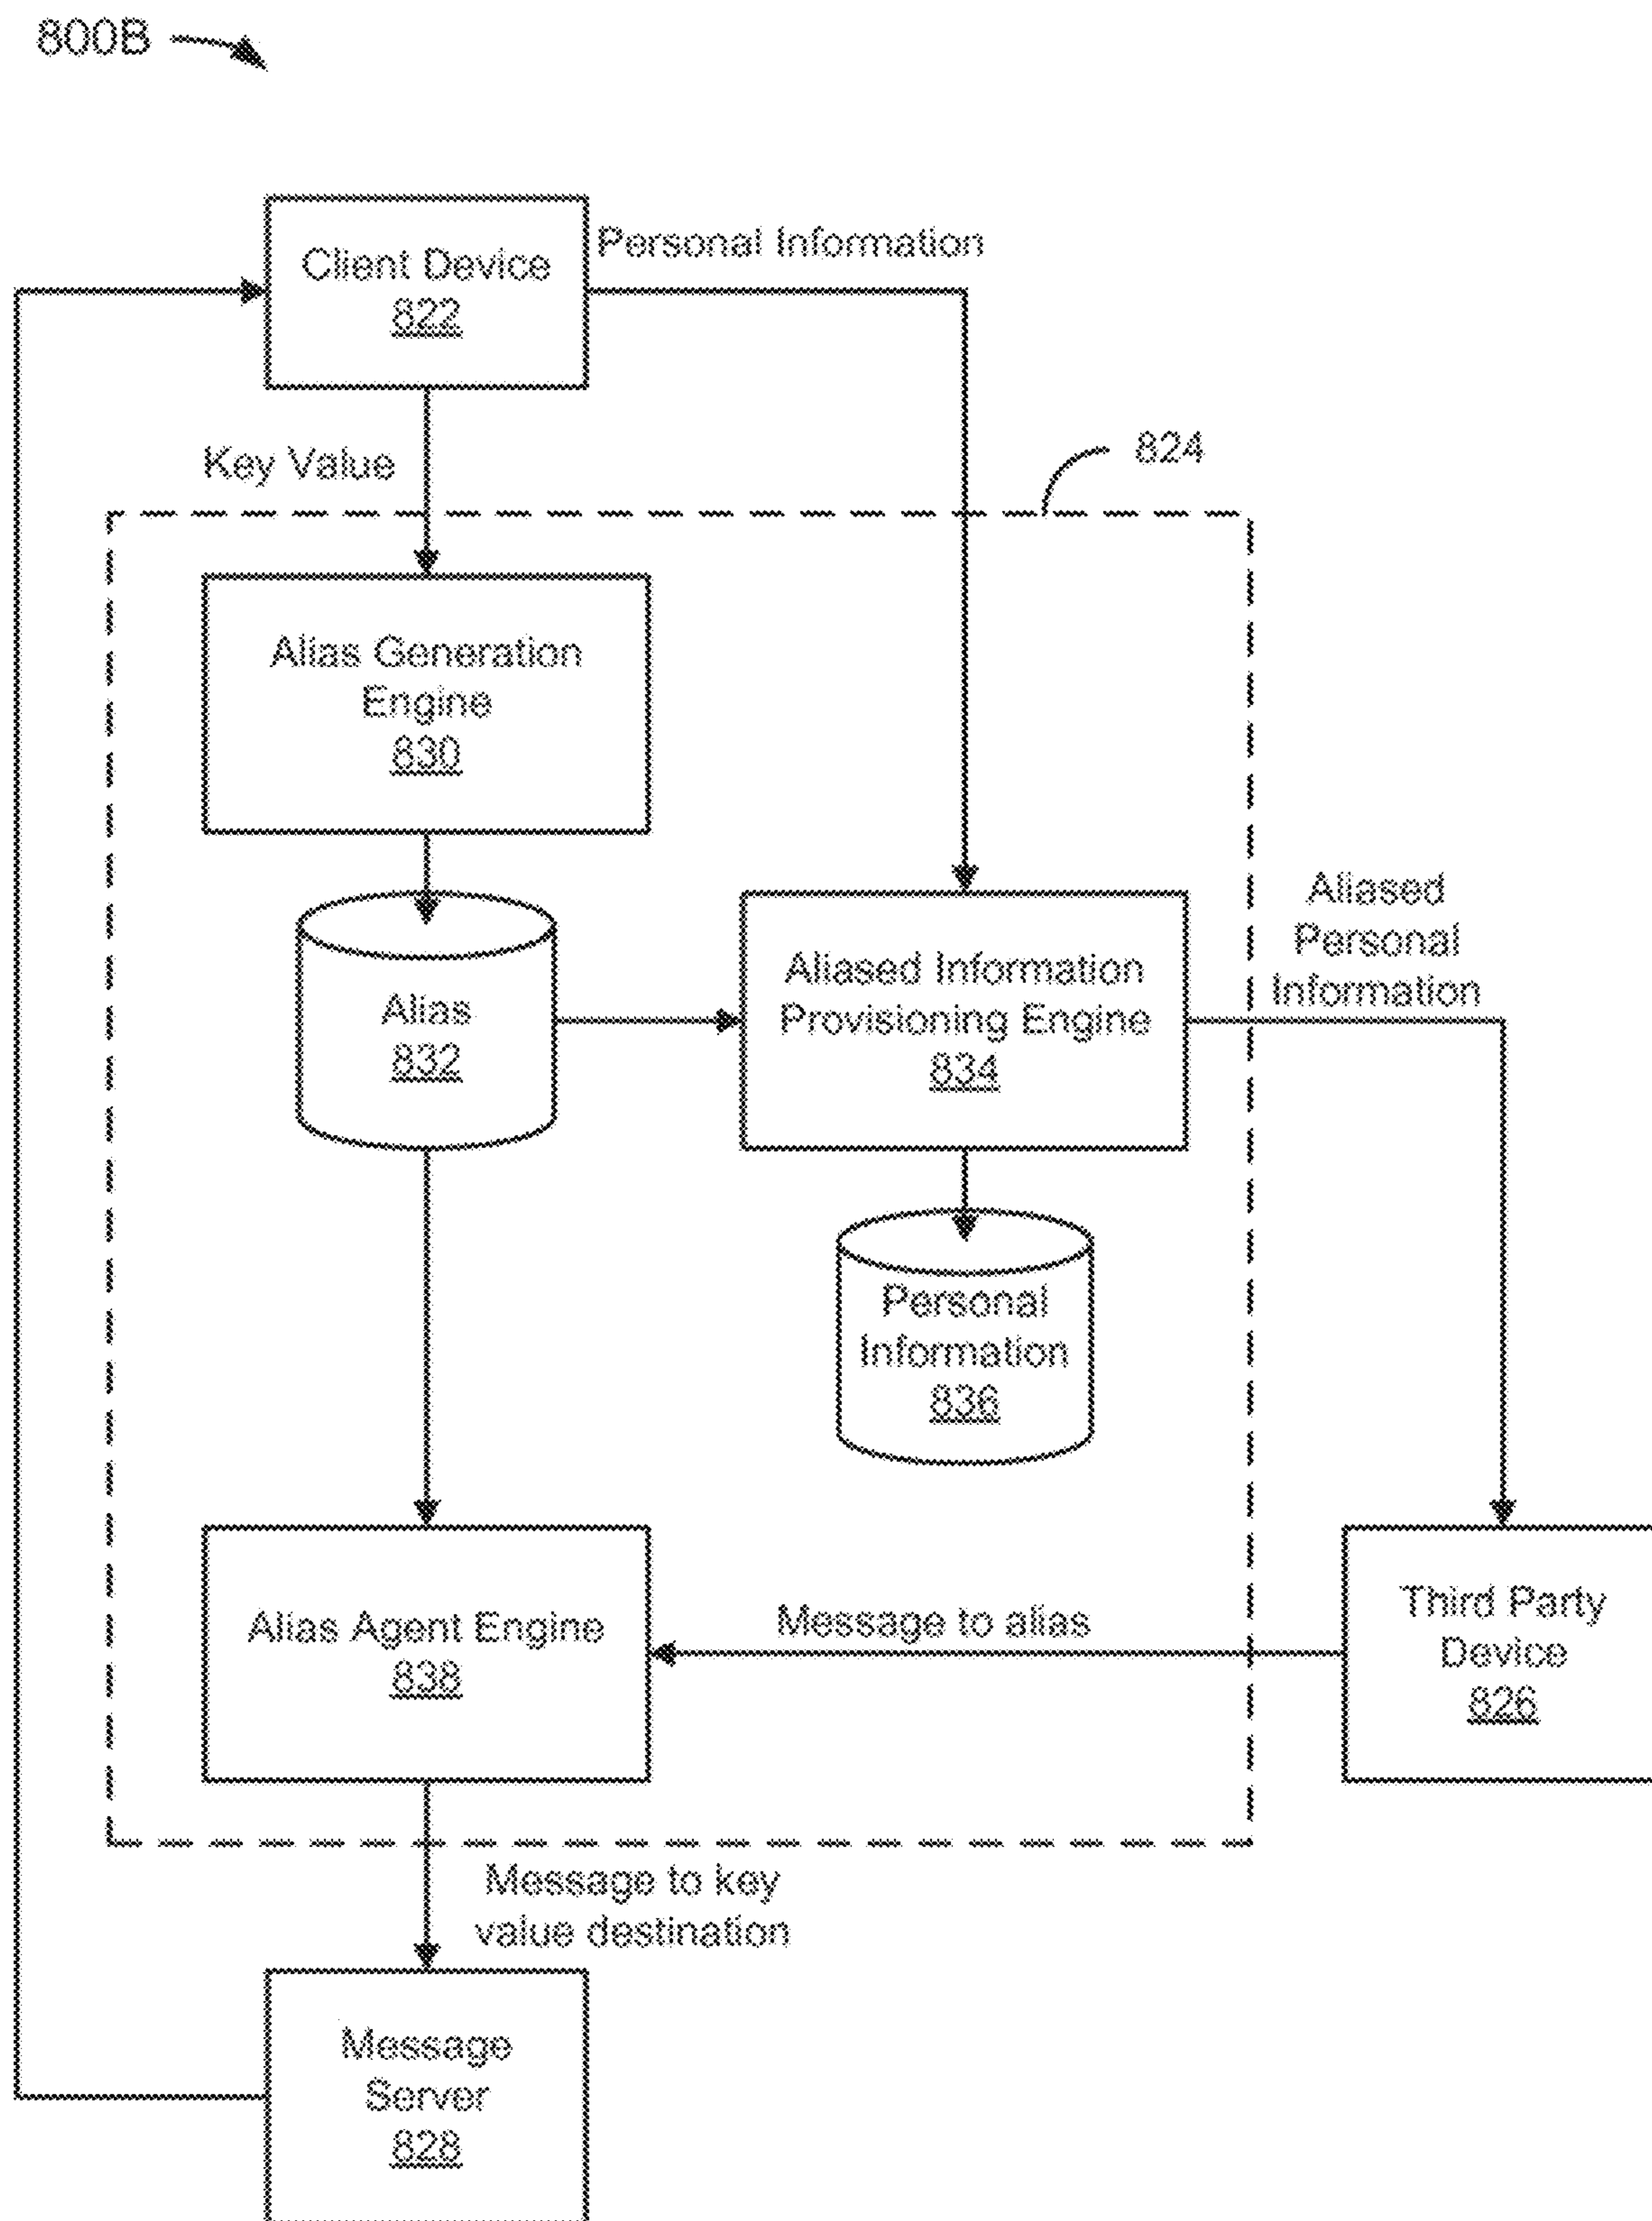 800B
Client Device
822
Personal Information
Key Value
824
Alias Generation
Engine
830
Alias
832
Aliased Information
Provisioning Engine
834
Aliased
Personal
Information
Personal
Information
836
Alias Agent Engine
838
Message to alias
Third Party
Device
826
Message to key
value destination
Message
Server
828